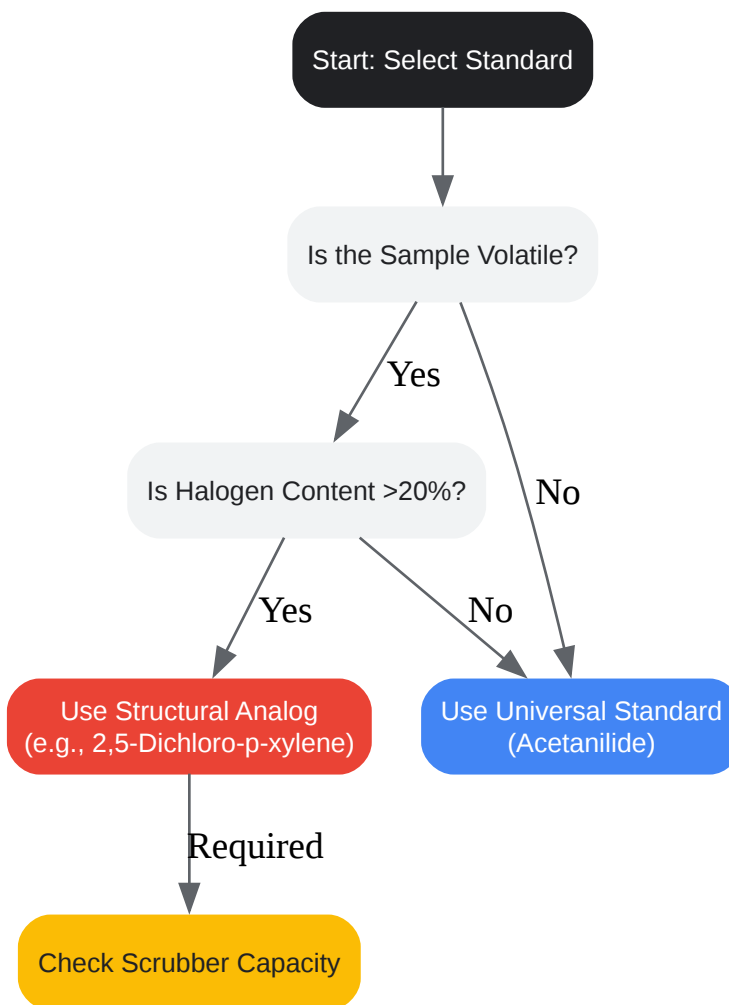 Start: Select Standard
Is the Sample Volatile?
Yes
Is Halogen Content >20%?
No
Yes
No
Use Structural Analog
(e.g., 2,5-Dichloro-p-xylene)
Use Universal Standard
(Acetanilide)
Required
Check Scrubber Capacity